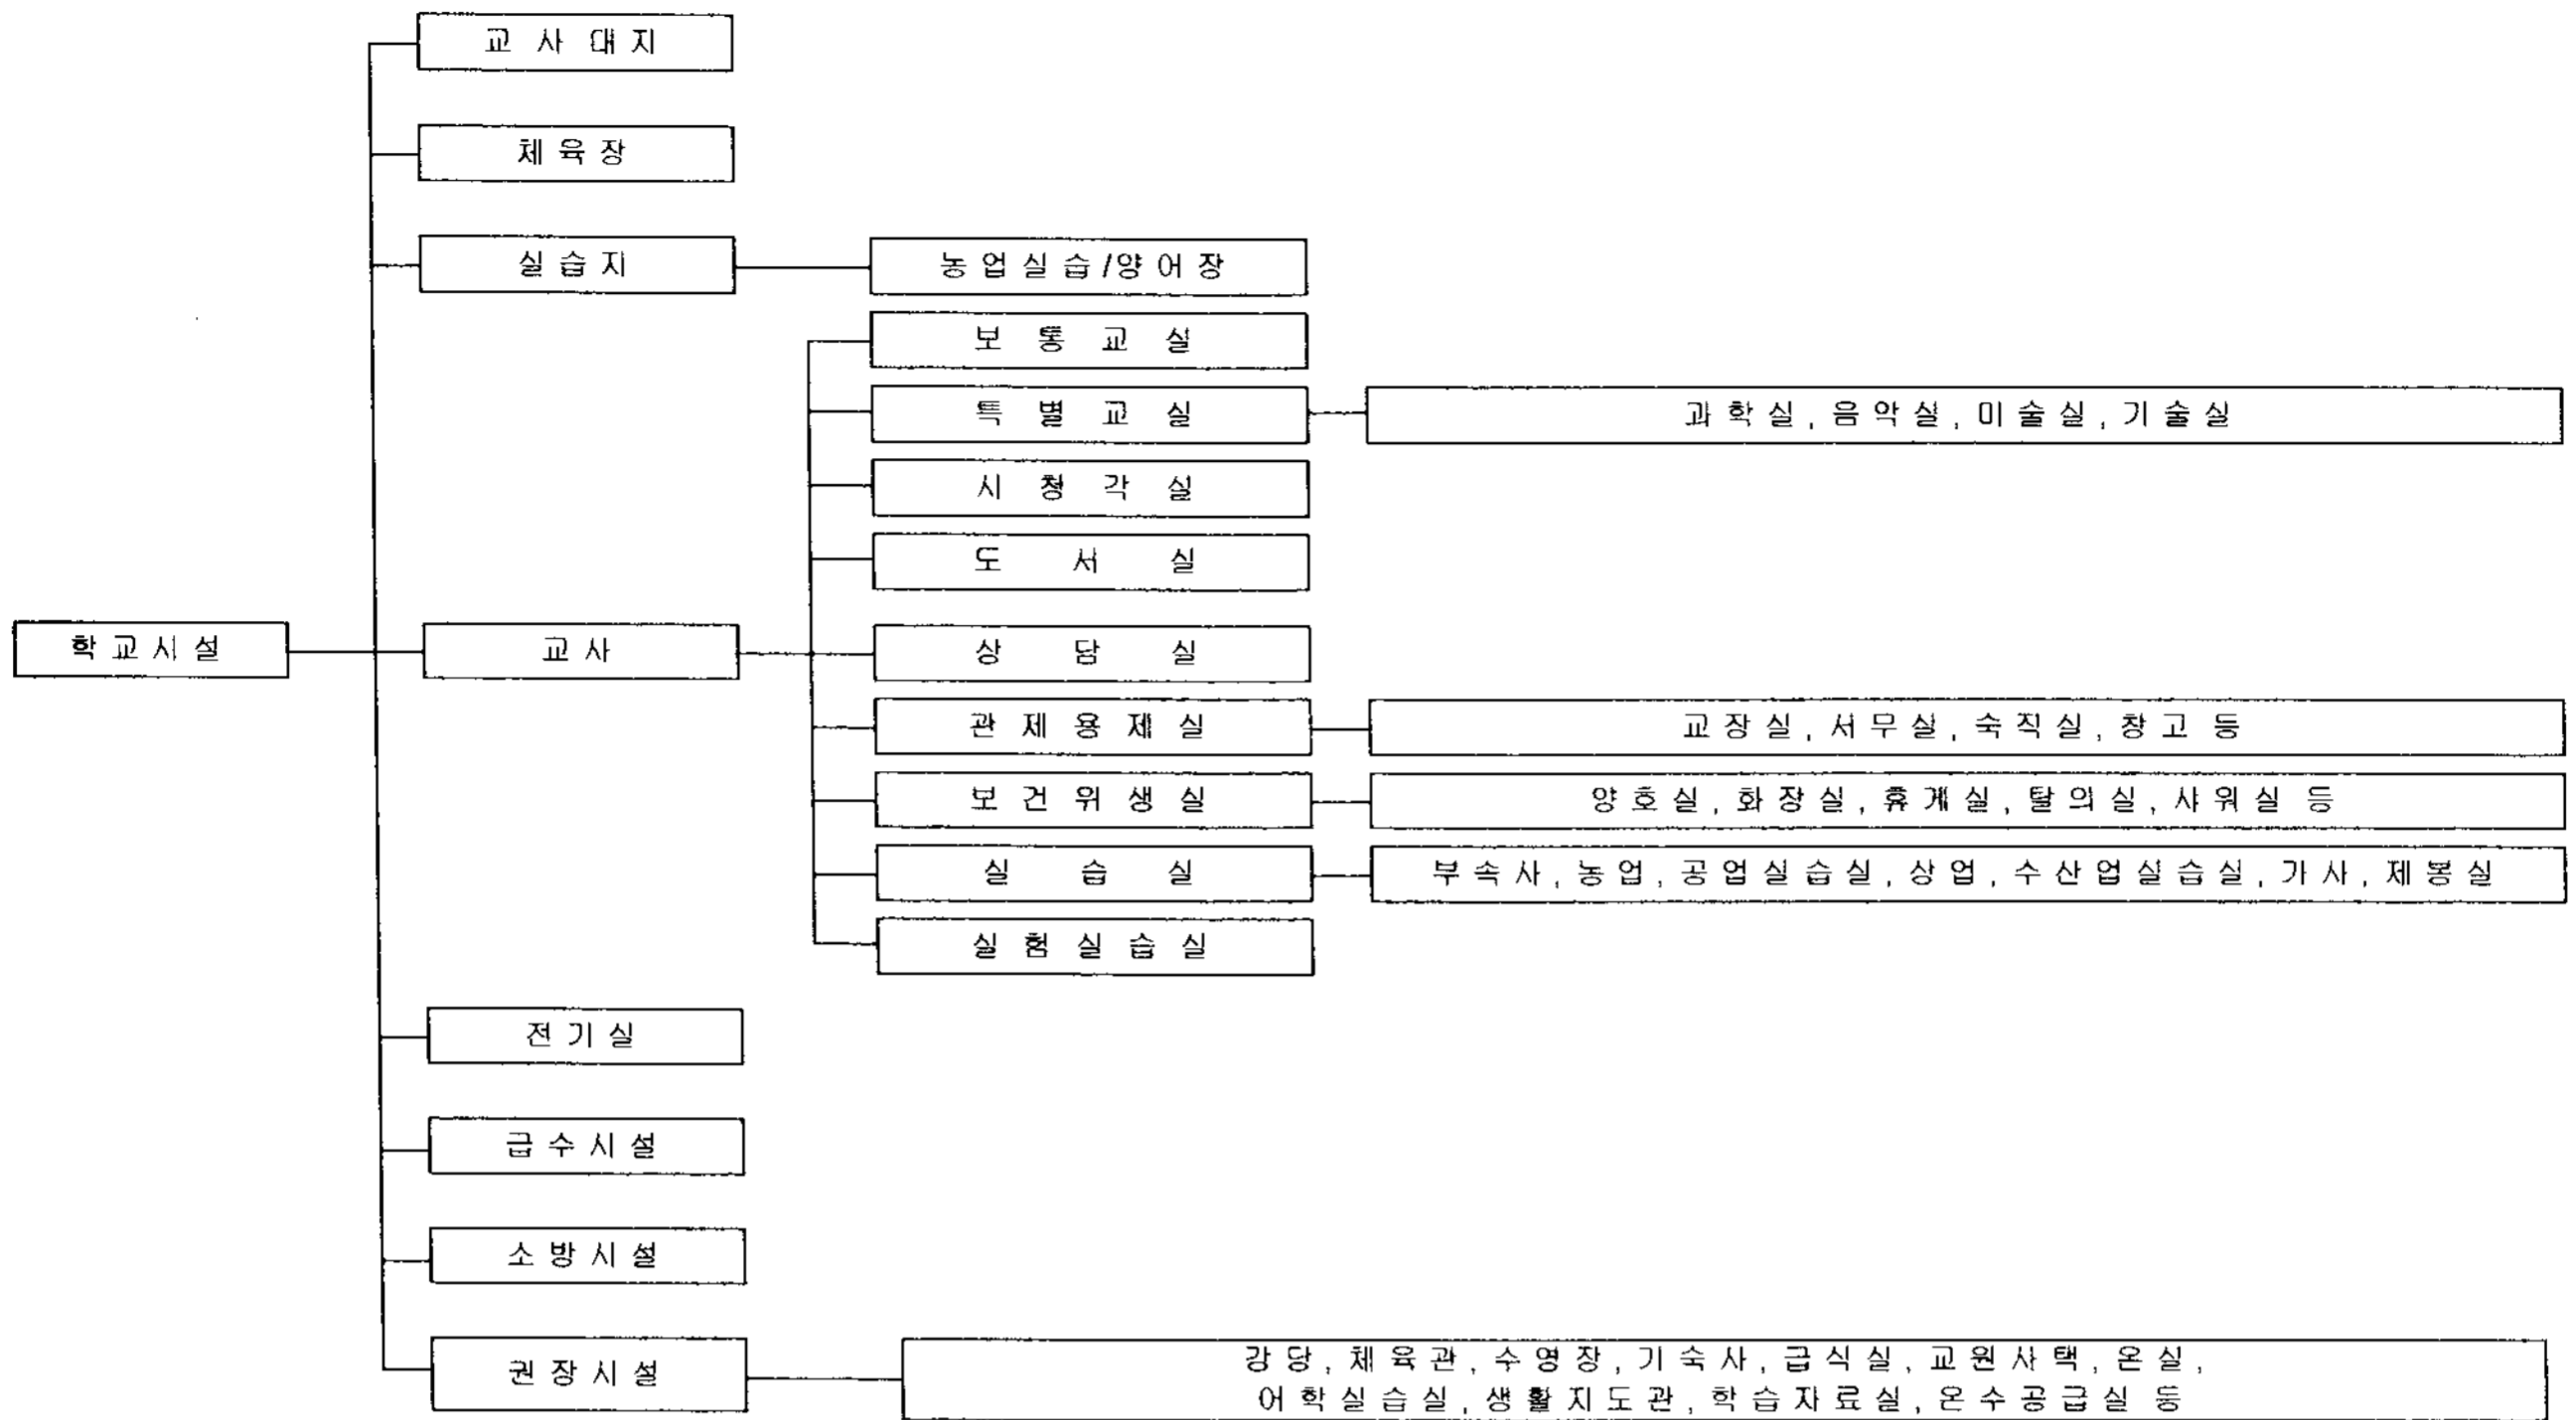 교사대지
체육장
실습지
농업실습/양어장
보통교실
특별교실
과학실, 음악실, 미술실, 기술실
시청각실
도서실
학교시설
교사
상담실
관제용제실
교장실, 서무실, 숙직실, 창고 등
보건위생실
양호실, 화장실, 휴게실, 탈의실, 샤워실 등
실습실
부속사, 농업, 공업실습실, 상업, 수산업실습실, 가사, 제봉실
실험실습실
전기실
급수시설
소방시설
권장시설
강당, 체육관, 수영장, 기숙사, 급식실, 교원사택, 온실,
어학실습실, 생활지도관, 학습자료실, 온수공급실 등